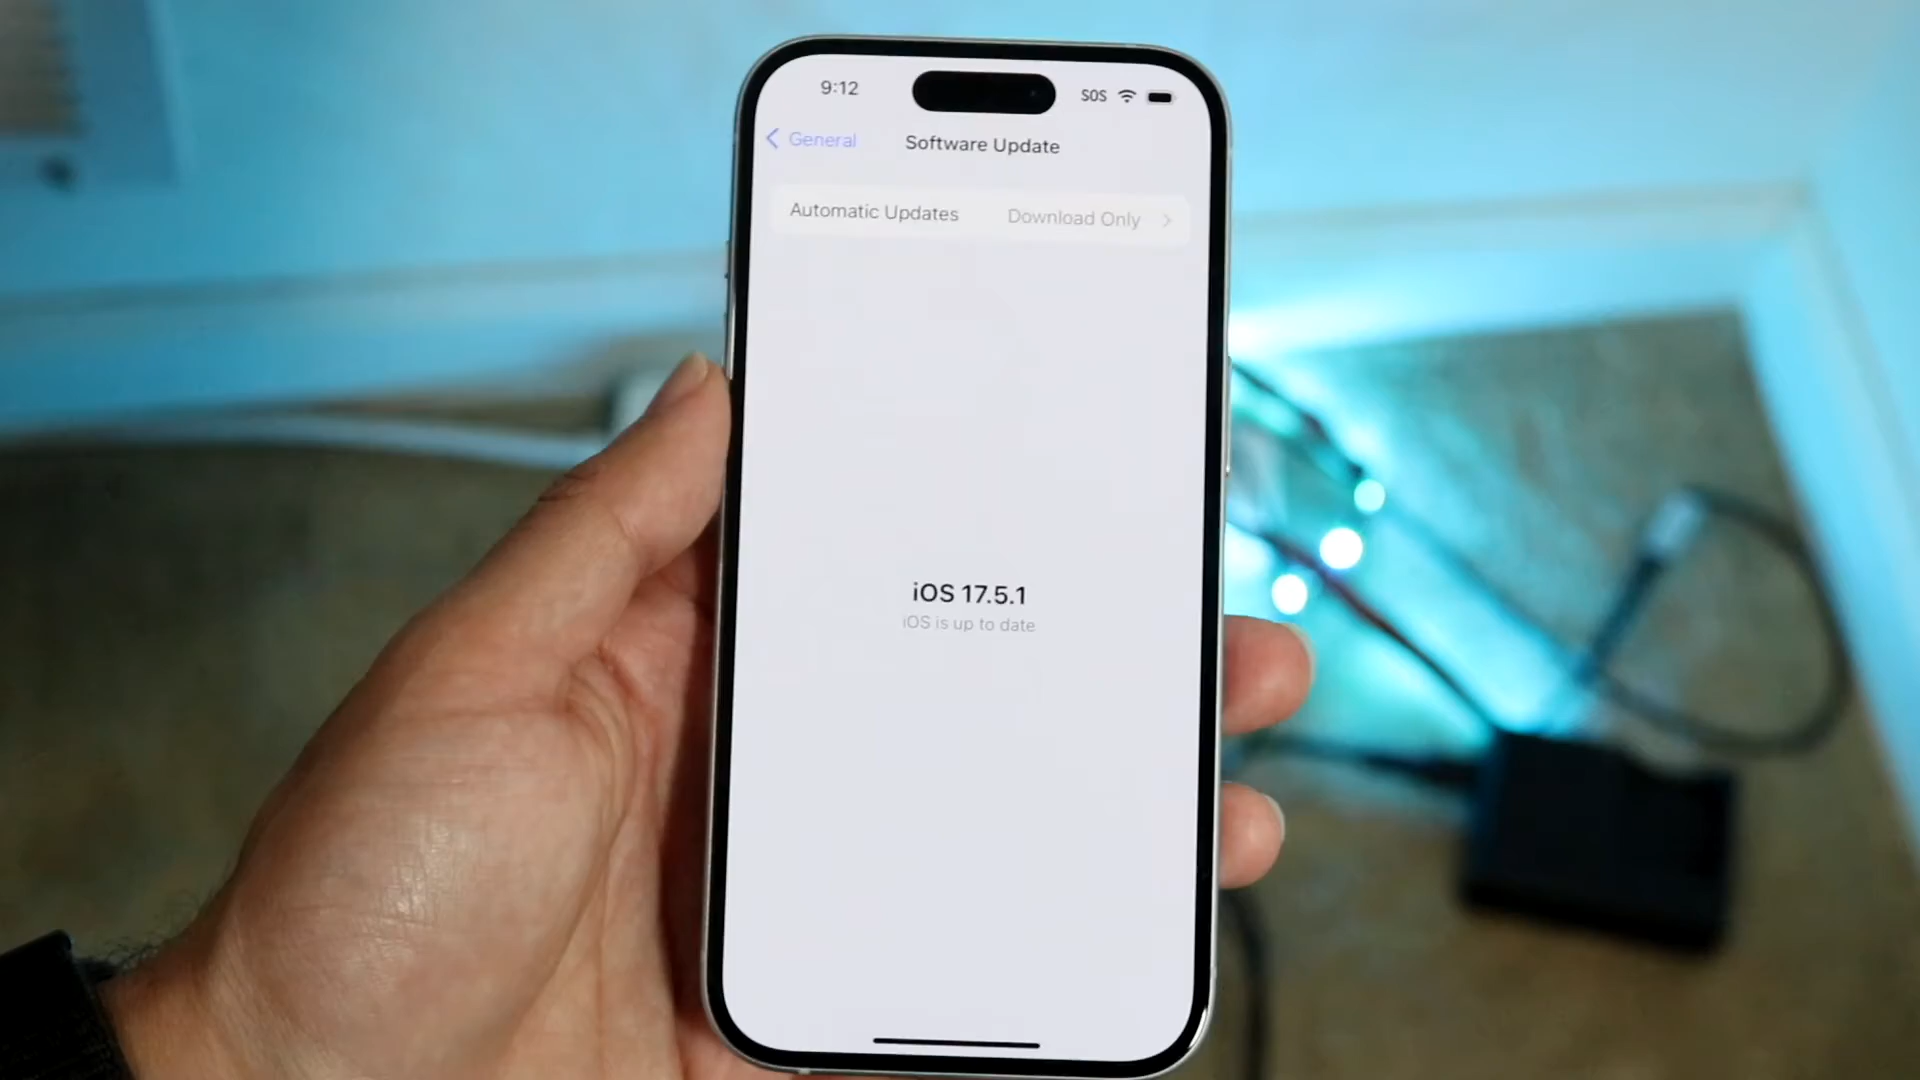 9:12
SOS
General
Software Update
Automatic Updates
Download Only
iOS 17.5.1
iOS is up to date